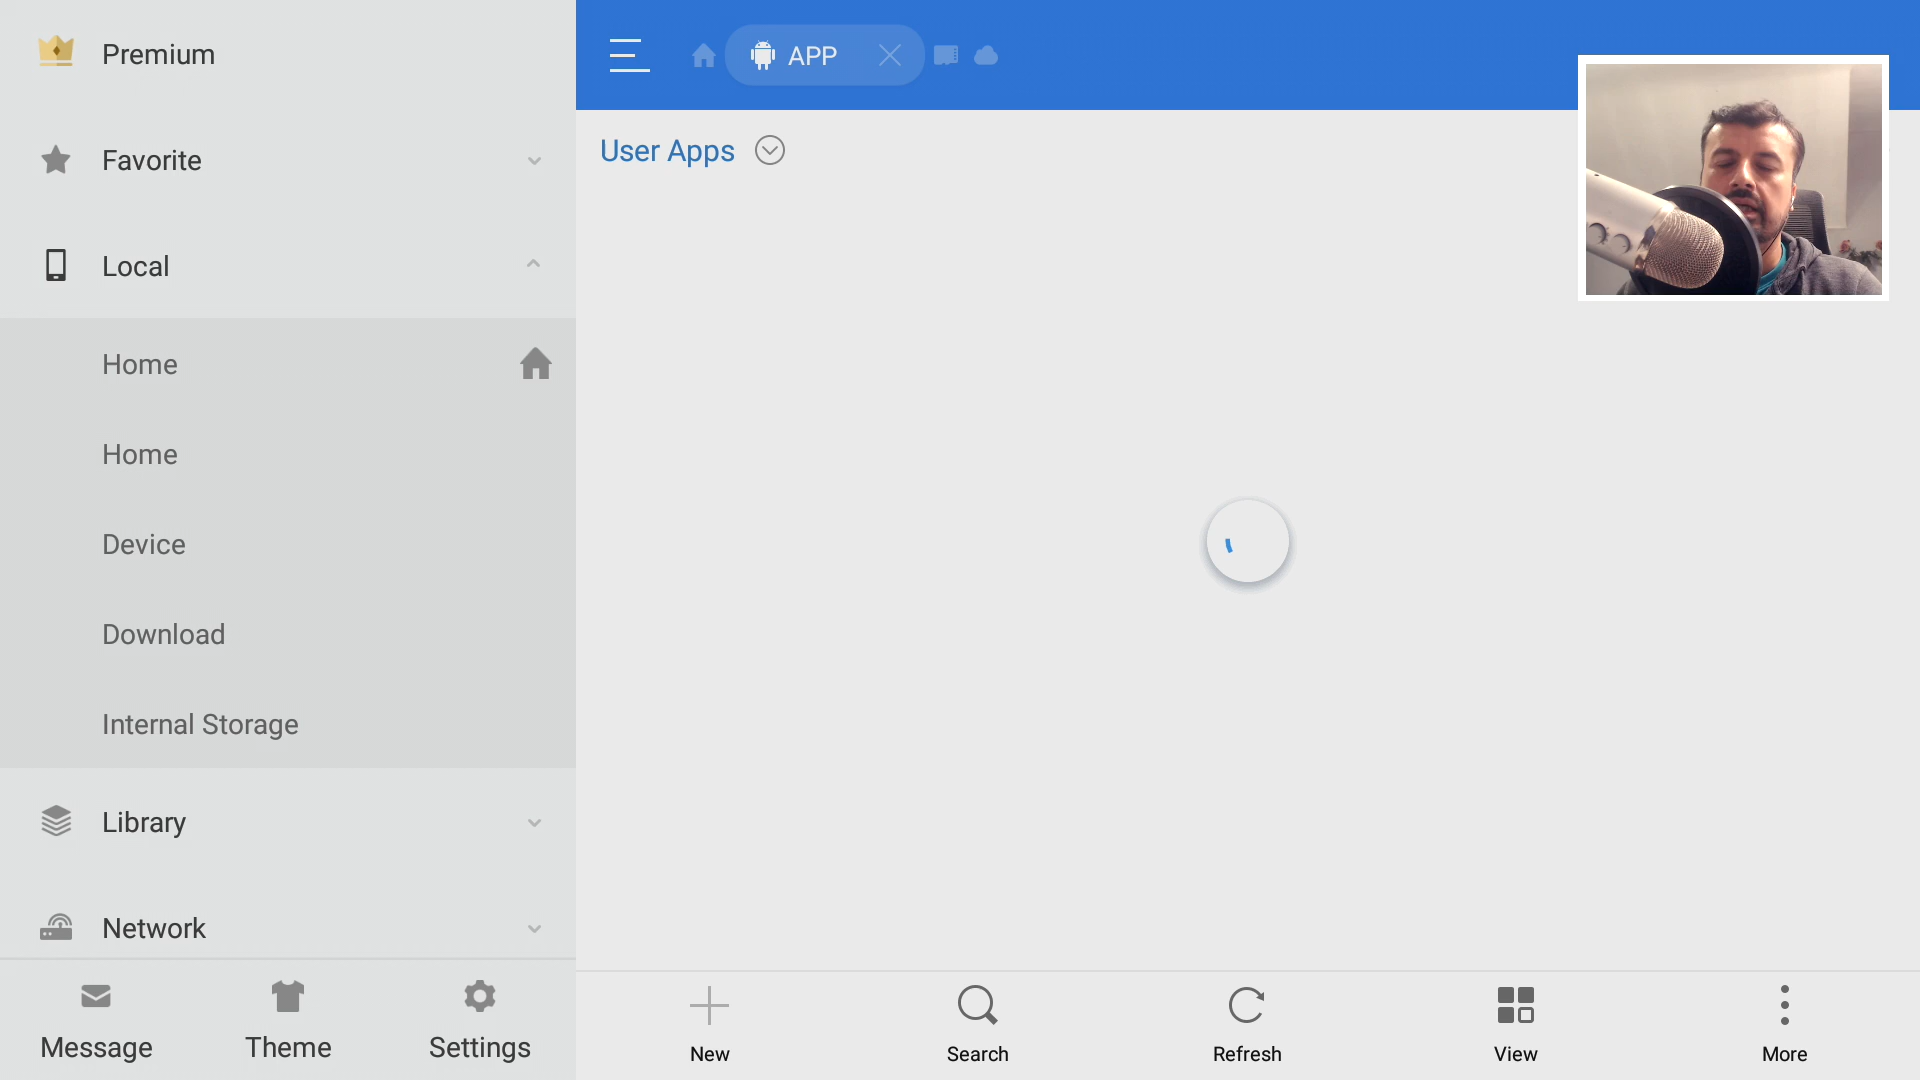 Premium
Favorite
Local
Home
Home
Device
Download
Internal Storage
Library
Network
Message
Theme
Settings
APP
User Apps
New
Search
Refresh
View
More